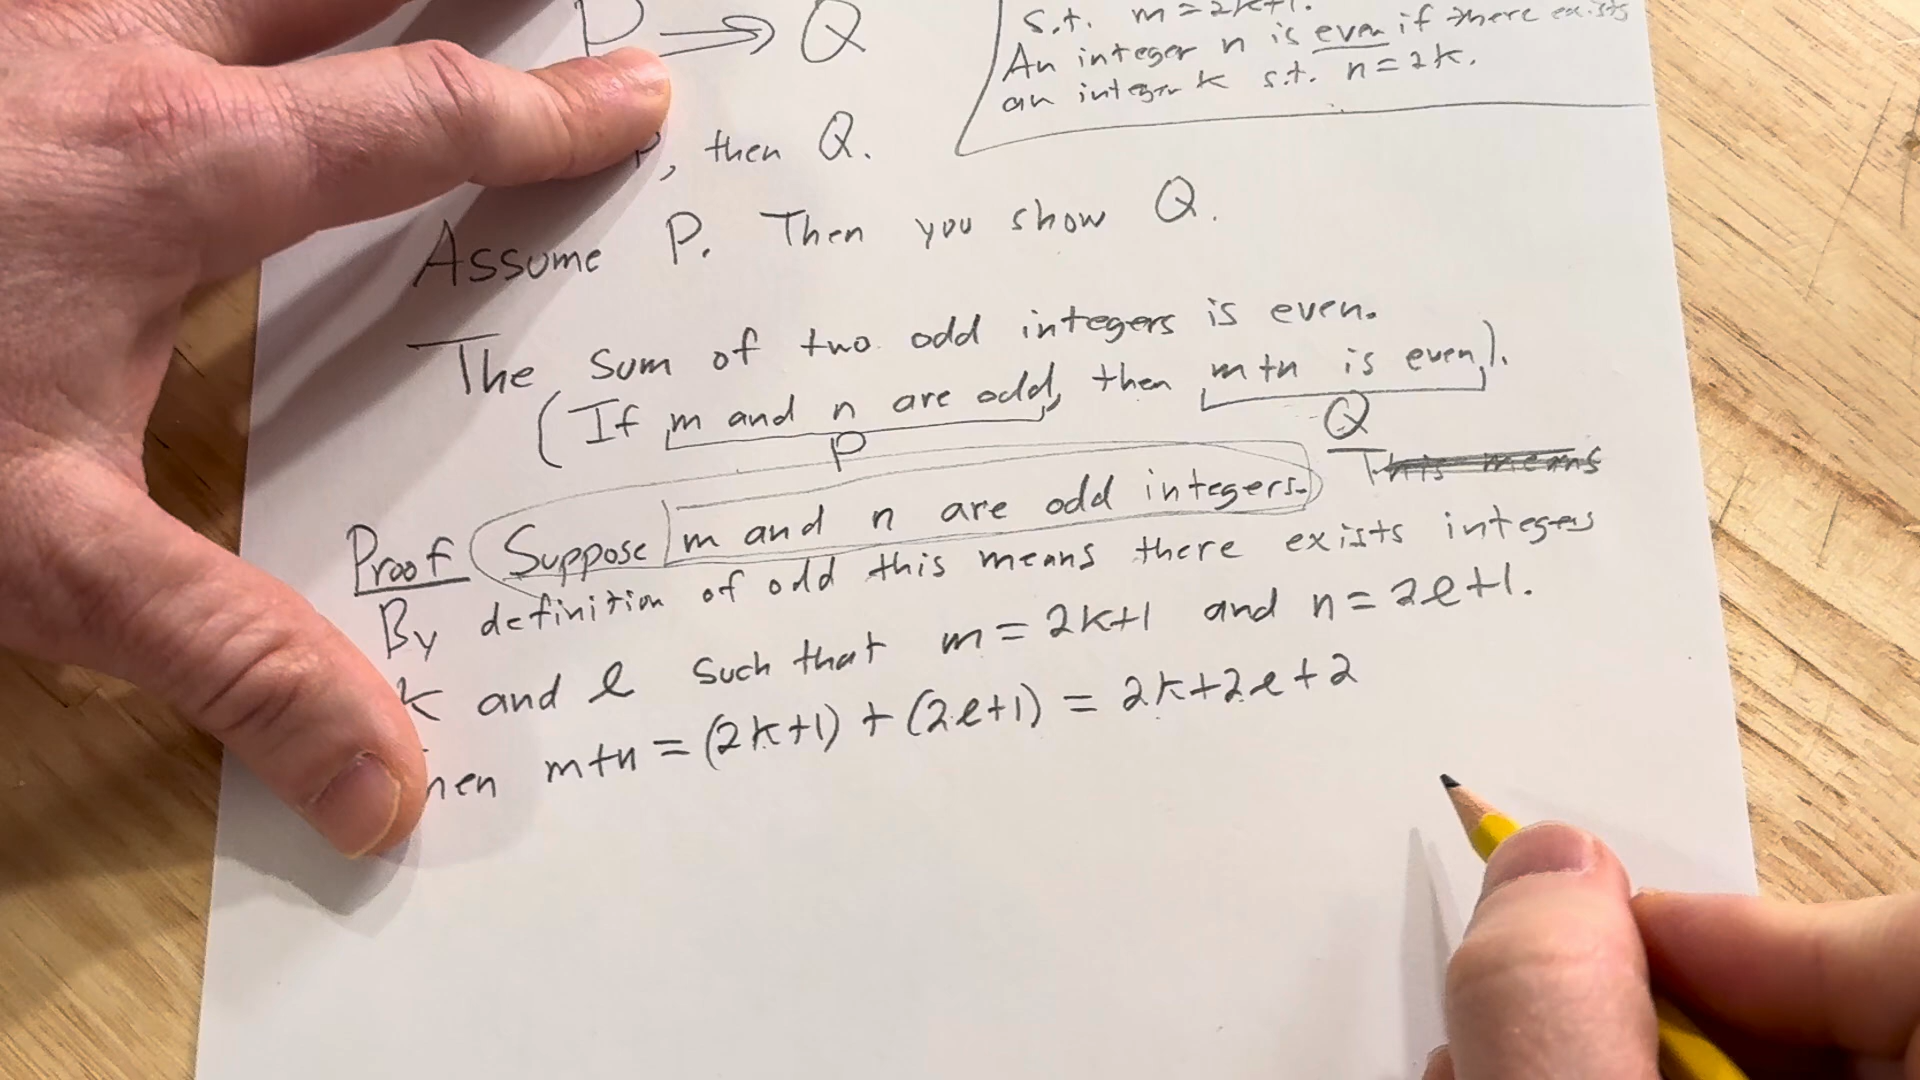 P ⟹ Q
s.t. m = 2k+1.
An integer n is even if there exists
an integer k s.t. n = 2k.
P, then Q.
Assume P. Then you show Q.
The sum of two odd integers is even.
(If m and n are odd, then m+n is even).
P Q
Proof Suppose m and n are odd integers. This means
By definition of odd this means there exists integers
k and l such that m = 2k+1 and n = 2l+1.
hen m+n = (2k+1) + (2l+1) = 2k+2l+2